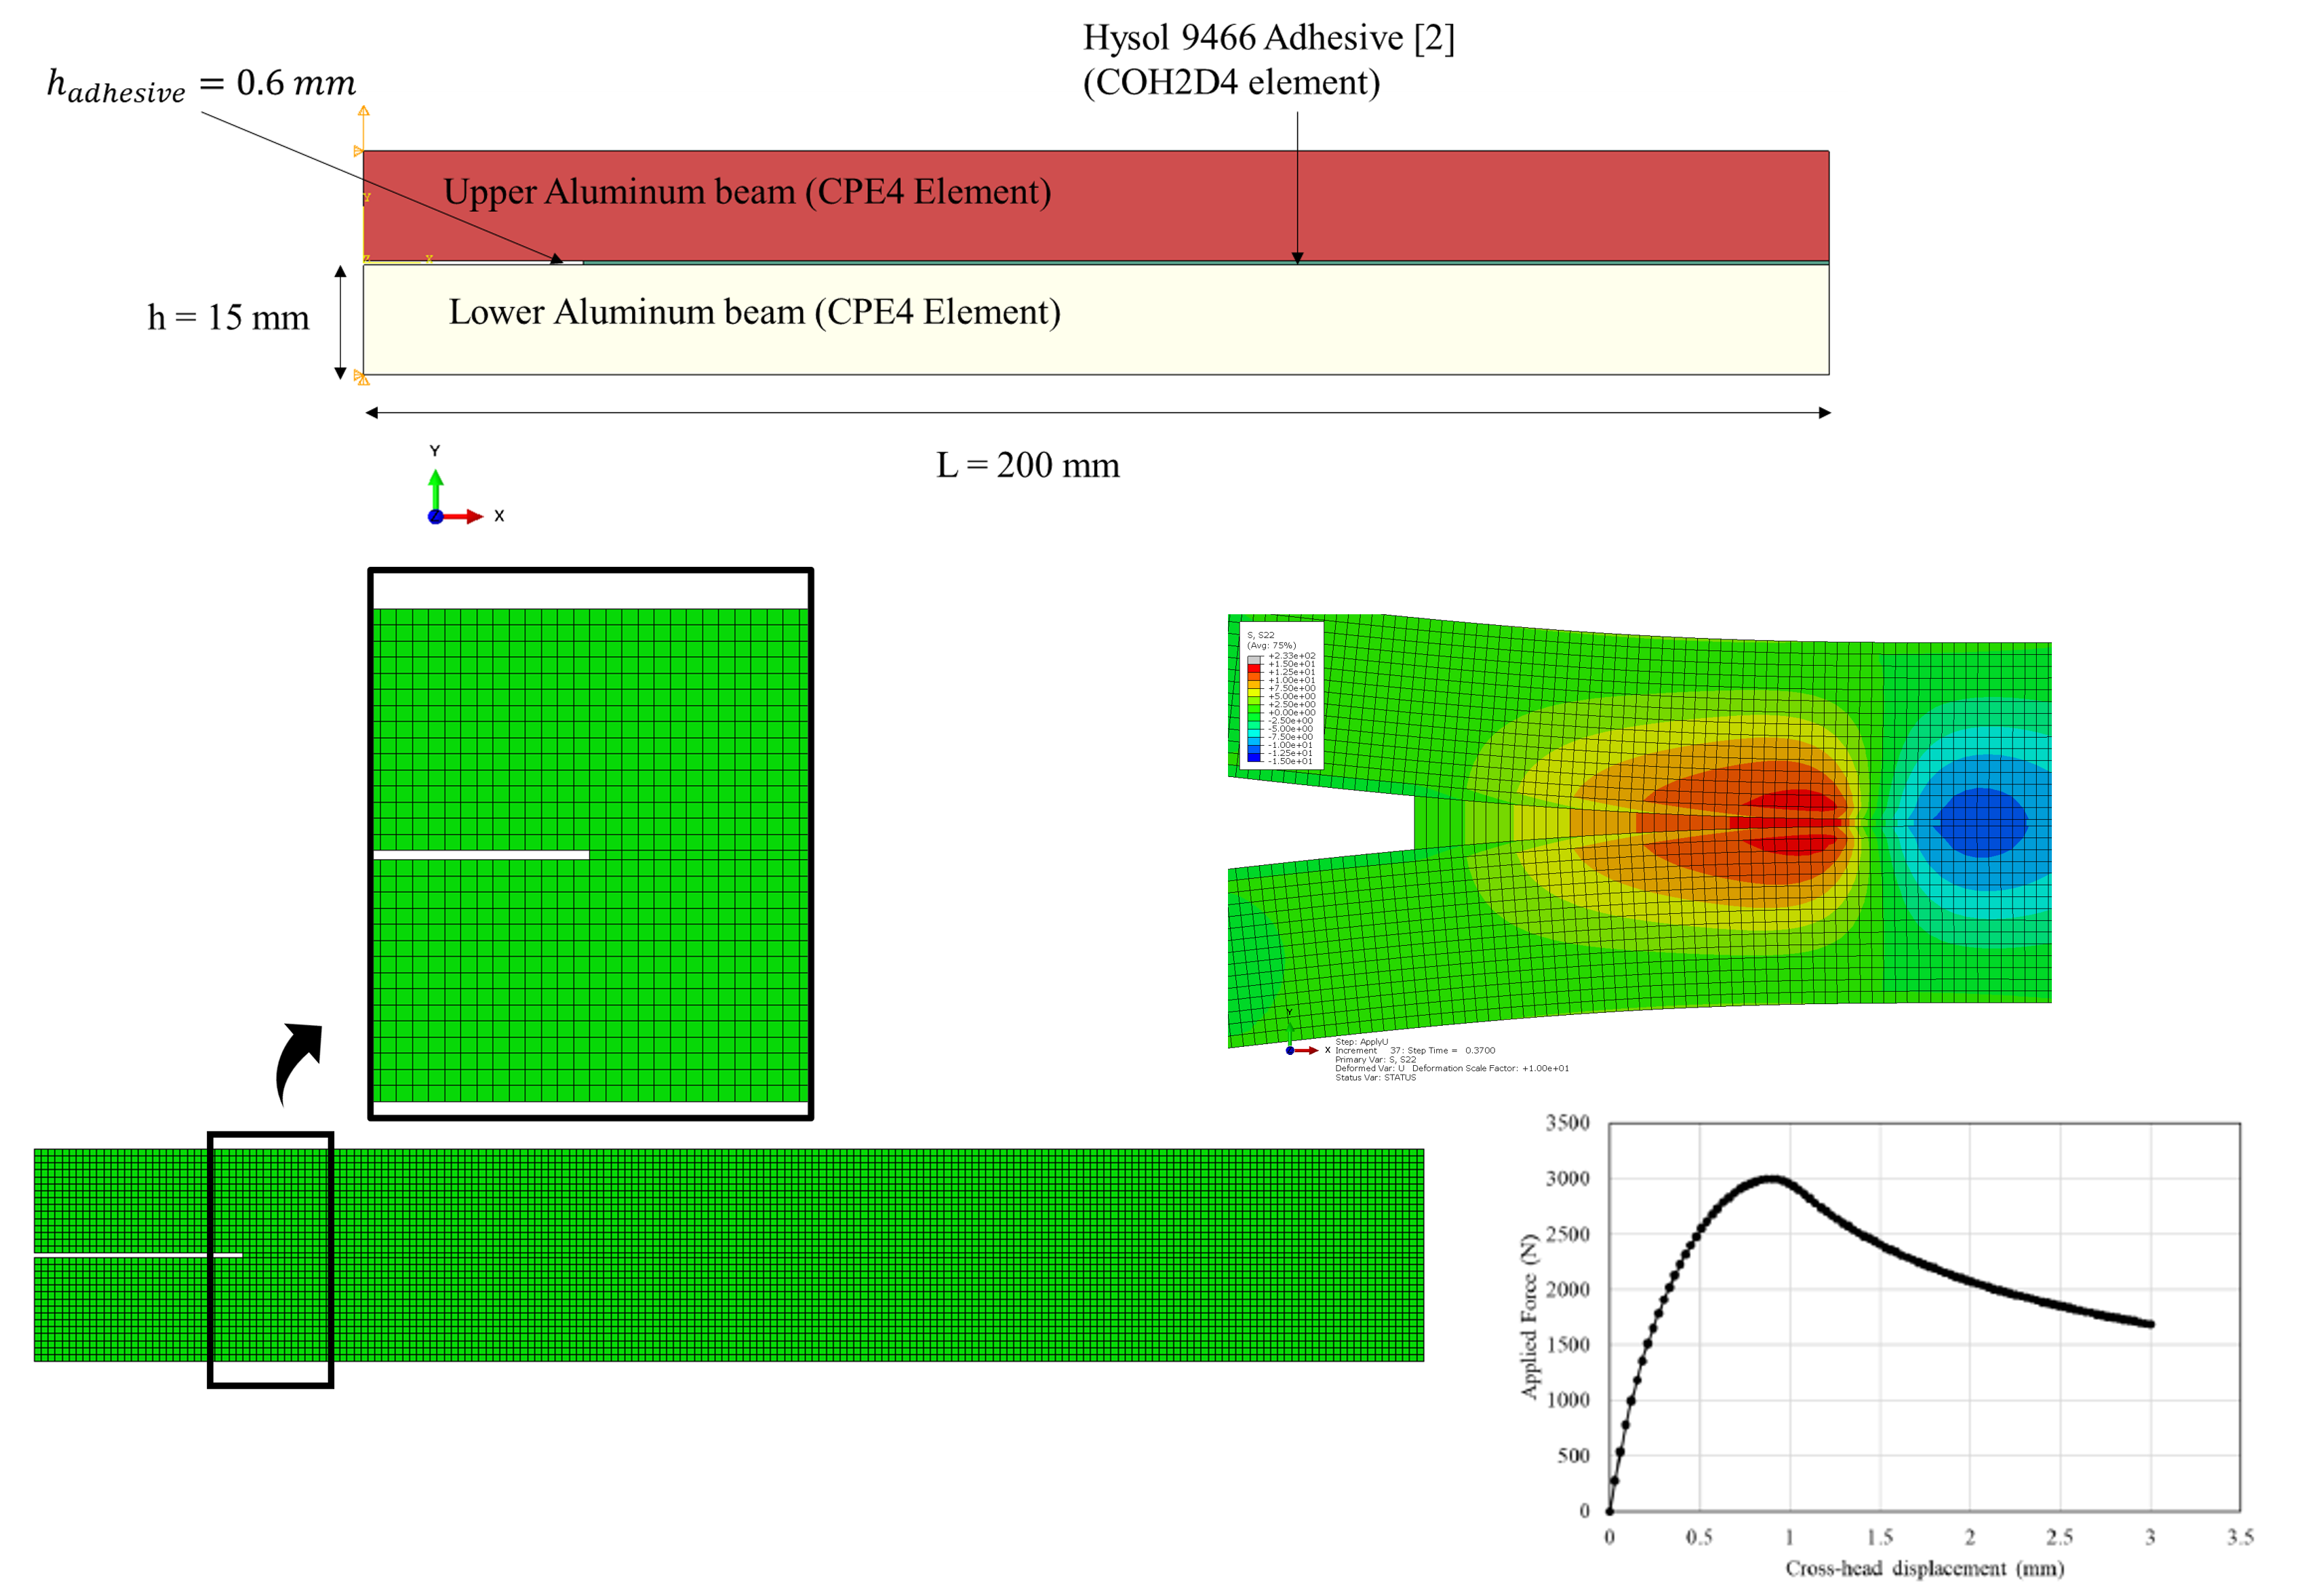 Hysol 9466 Adhesive [2]
(COH2D4 element)
h_adhesive = 0.6 mm
Upper Aluminum beam (CPE4 Element)
Y
Z Y
Lower Aluminum beam (CPE4 Element)
h = 15 mm
L = 200 mm
Y
Z
X
S, S22
(Avg: 75%)
+2.33e+02
+1.50e+01
+1.25e+01
+1.00e+01
+7.50e+00
+5.00e+00
+2.50e+00
+0.00e+00
-2.50e+00
-5.00e+00
-7.50e+00
-1.00e+01
-1.25e+01
-1.50e+01
Y
X
Step: ApplyU
Increment 37: Step Time = 0.3700
Primary Var: S, S22
Deformed Var: U Deformation Scale Factor: +1.00e+01
Status Var: STATUS
Applied Force (N)
3500
3000
2500
2000
1500
1000
500
0
0 0.5 1 1.5 2 2.5 3 3.5
Cross-head displacement (mm)